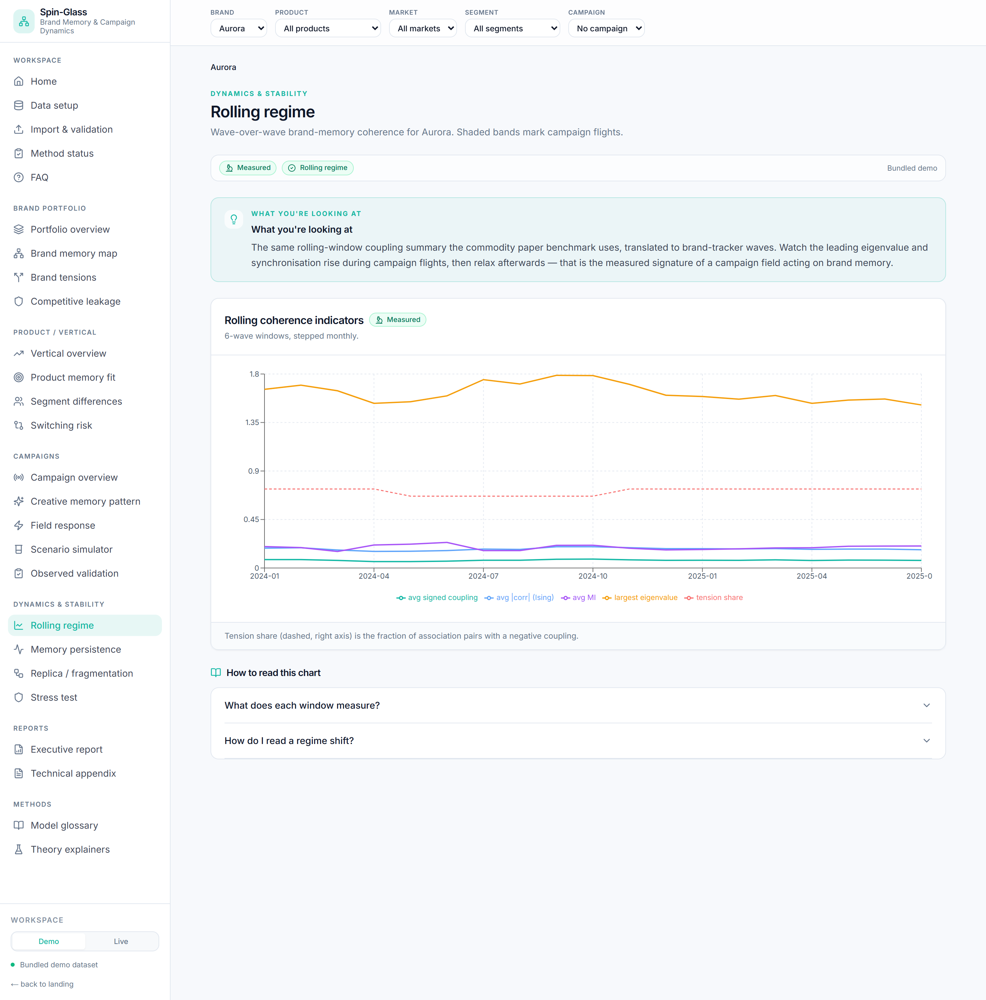 Spin-Glass
Brand Memory & Campaign
Dynamics
WORKSPACE
Home
Data setup
Import & validation
Method status
FAQ
BRAND PORTFOLIO
Portfolio overview
Brand memory map
Brand tensions
Competitive leakage
PRODUCT / VERTICAL
Vertical overview
Product memory fit
Segment differences
Switching risk
CAMPAIGNS
Campaign overview
Creative memory pattern
Field response
Scenario simulator
Observed validation
DYNAMICS & STABILITY
Rolling regime
Memory persistence
Replica / fragmentation
Stress test
REPORTS
Executive report
Technical appendix
METHODS
Model glossary
Theory explainers
WORKSPACE
Demo Live
Bundled demo dataset
← back to landing
BRAND PRODUCT MARKET SEGMENT CAMPAIGN
Aurora All products All markets All segments No campaign
Aurora
DYNAMICS & STABILITY
Rolling regime
Wave-over-wave brand-memory coherence for Aurora. Shaded bands mark campaign flights.
Measured Rolling regime Bundled demo
WHAT YOU'RE LOOKING AT
What you're looking at
The same rolling-window coupling summary the commodity paper benchmark uses, translated to brand-tracker waves. Watch the leading eigenvalue and
synchronisation rise during campaign flights, then relax afterwards — that is the measured signature of a campaign field acting on brand memory.
Rolling coherence indicators Measured
6-wave windows, stepped monthly.
1.8
1.35
0.9
0.45
0
2024-01 2024-04 2024-07 2024-10 2025-01 2025-04 2025-0
avg signed coupling avg |corr| (Ising) avg MI largest eigenvalue tension share
Tension share (dashed, right axis) is the fraction of association pairs with a negative coupling.
How to read this chart
What does each window measure?
How do I read a regime shift?